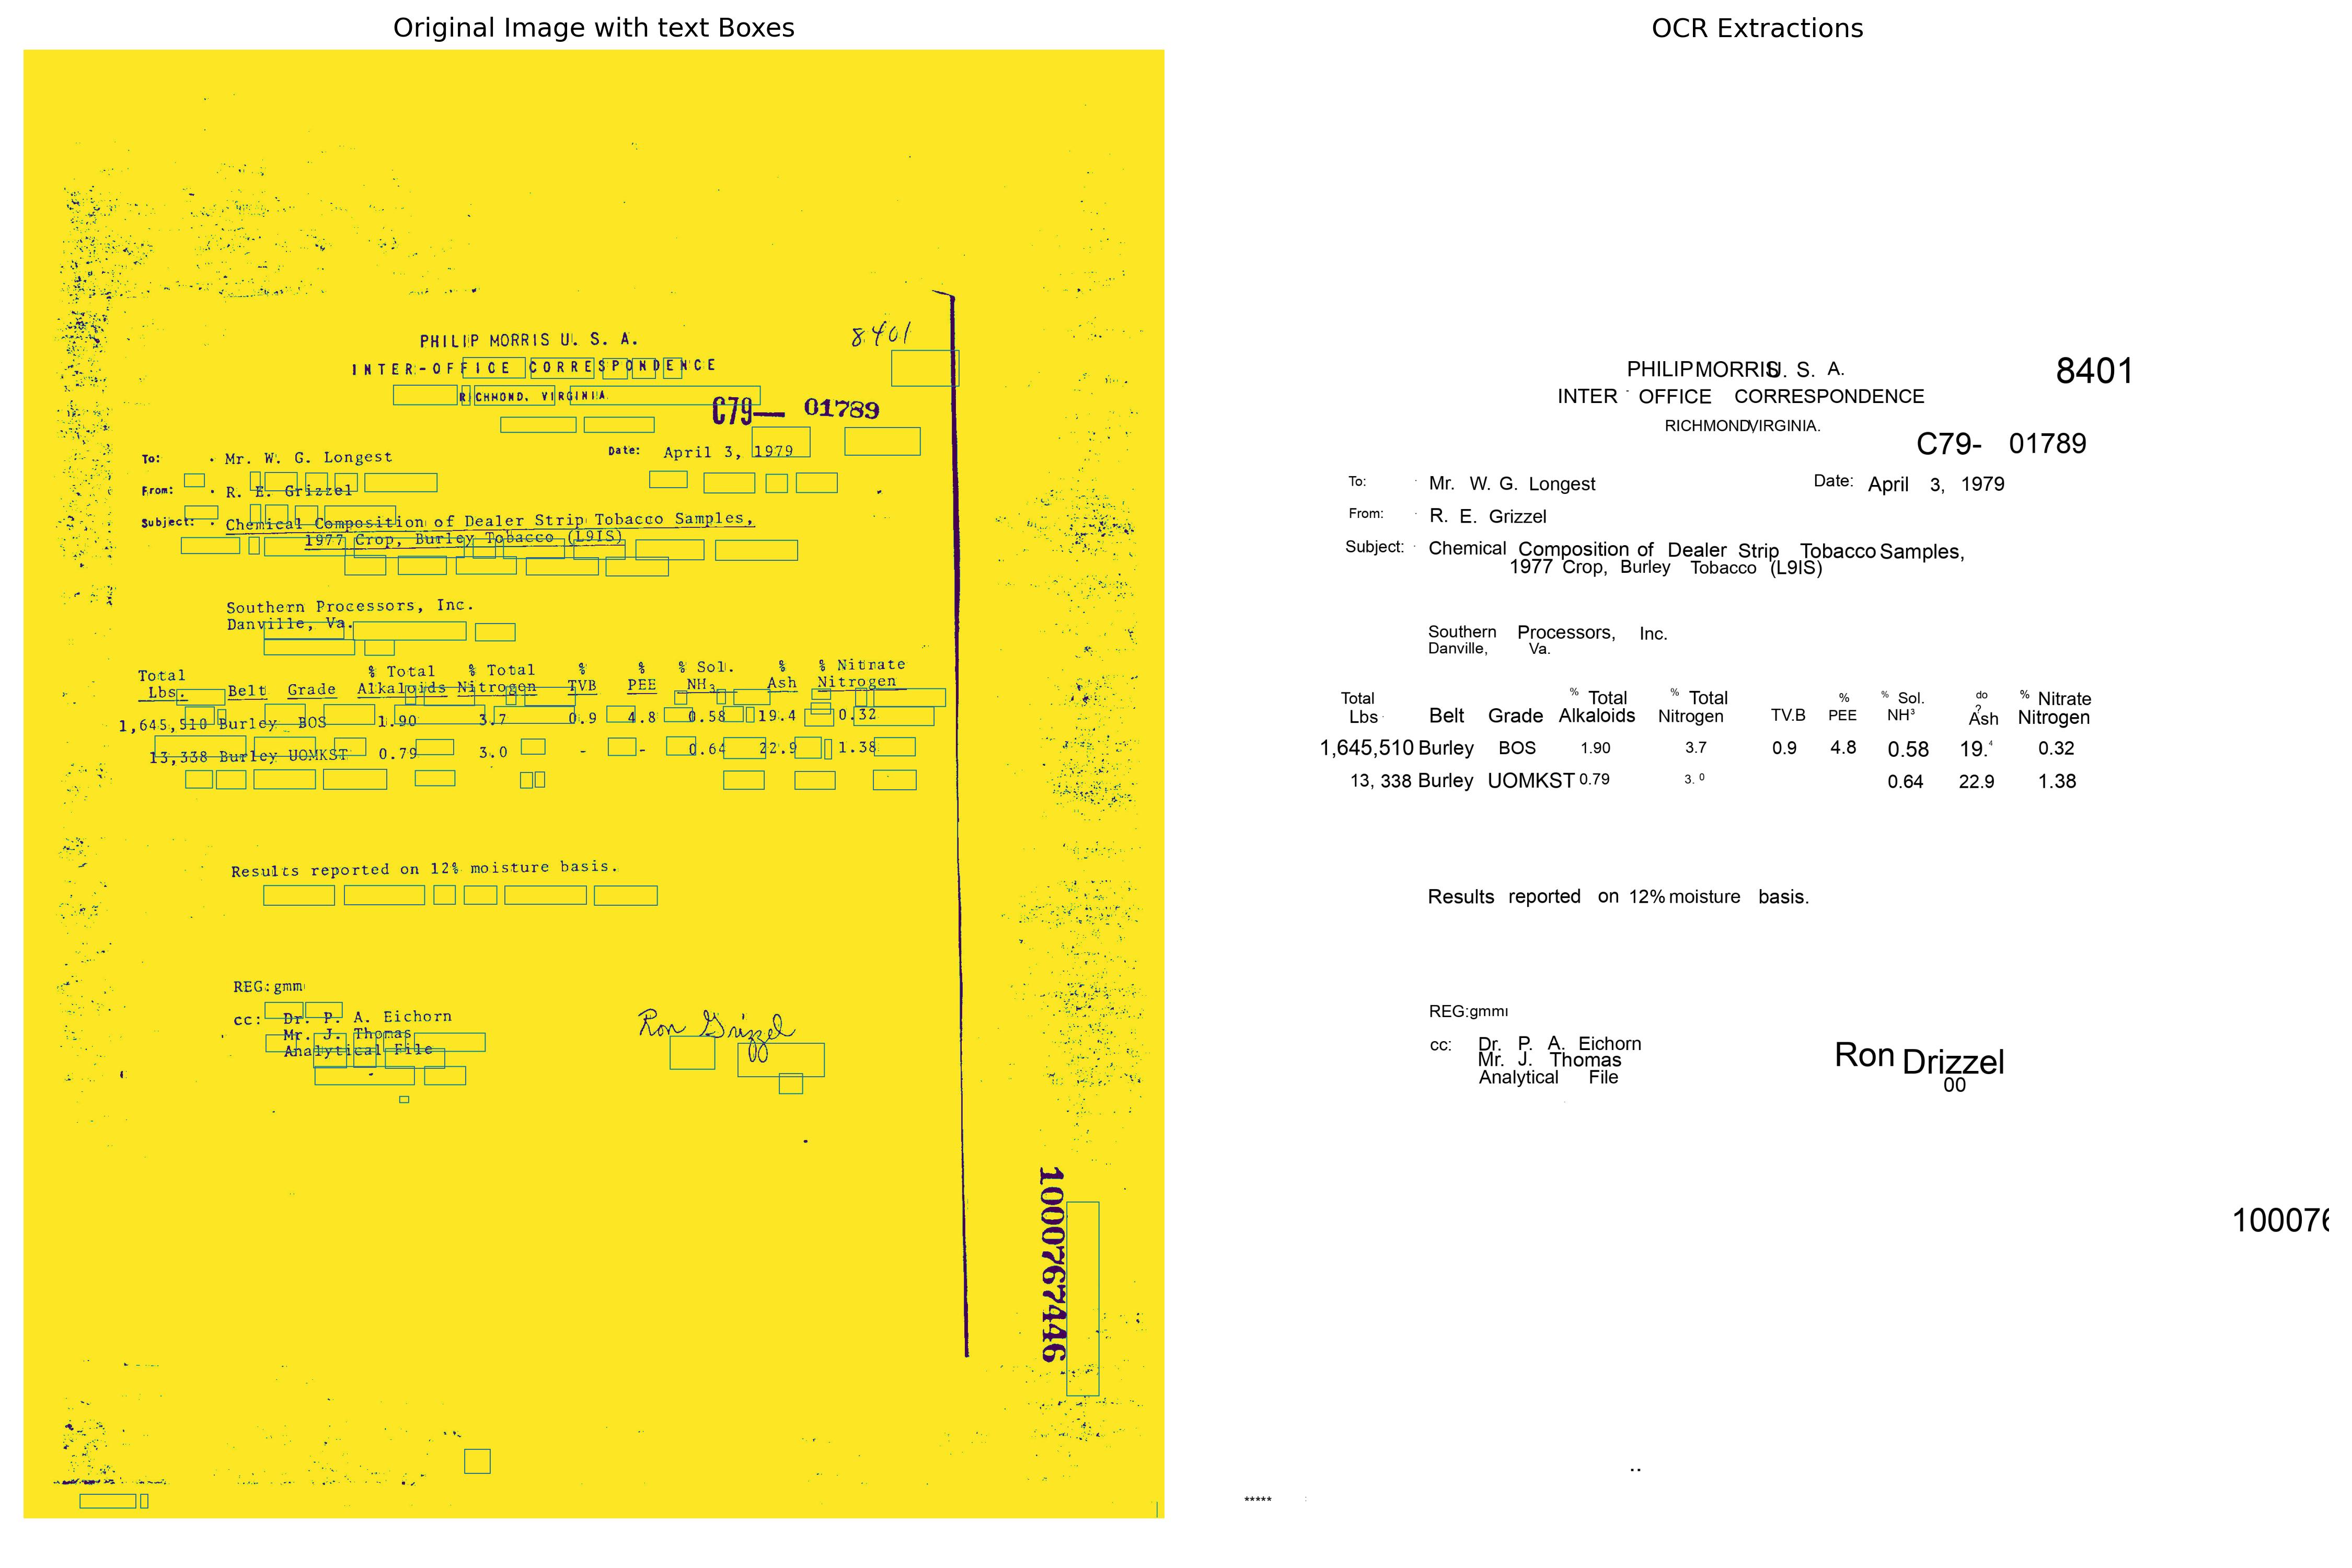 Original Image with text Boxes
PHILIP MORRIS U. S. A.
8401
INTER-OFFICE CORRESPONDENCE
RICHMOND, VIRGINIA
C79— 01789
To: Mr. W. G. Longest
Date: April 3, 1979
From: R. E. Grizzel
Subject: Chemical Composition of Dealer Strip Tobacco Samples,
1977 Crop, Burley Tobacco (L9IS)
Southern Processors, Inc.
Danville, Va.
Total % Total % Total % % % Sol. % % Nitrate
Lbs. Belt Grade Alkaloids Nitrogen TVB PEE NH3 Ash Nitrogen
1,645,510 Burley BOS 1.90 3.7 0.9 4.8 0.58 19.4 0.32
13,338 Burley UOMKST 0.79 3.0 - - 0.64 22.9 1.38
Results reported on 12% moisture basis.
REG:gmm
cc: Dr. P. A. Eichorn
Mr. J. Thomas
Analytical File
Ron Grizzel
1000767446
OCR Extractions
PHILIPMORRISU. S. A.
8401
INTER OFFICE CORRESPONDENCE
RICHMONDVIRGINIA.
C79- 01789
To: Mr. W. G. Longest
Date: April 3, 1979
From: R. E. Grizzel
Subject: Chemical Composition of Dealer Strip Tobacco Samples,
1977 Crop, Burley Tobacco (L9IS)
Southern Processors, Inc.
Danville, Va.
Total % Total % Total % % Sol. do % Nitrate
?
Lbs Belt Grade Alkaloids Nitrogen TV.B PEE NH³ Ash Nitrogen
1,645,510 Burley BOS 1.90 3.7 0.9 4.8 0.58 19.⁴ 0.32
13, 338 Burley UOMKST 0.79 3. ⁰ 0.64 22.9 1.38
Results reported on 12% moisture basis.
REG:gmmı
cc: Dr. P. A. Eichorn
Mr. J. Thomas
Analytical File
Ron Drizzel
00
100076
..
***** :